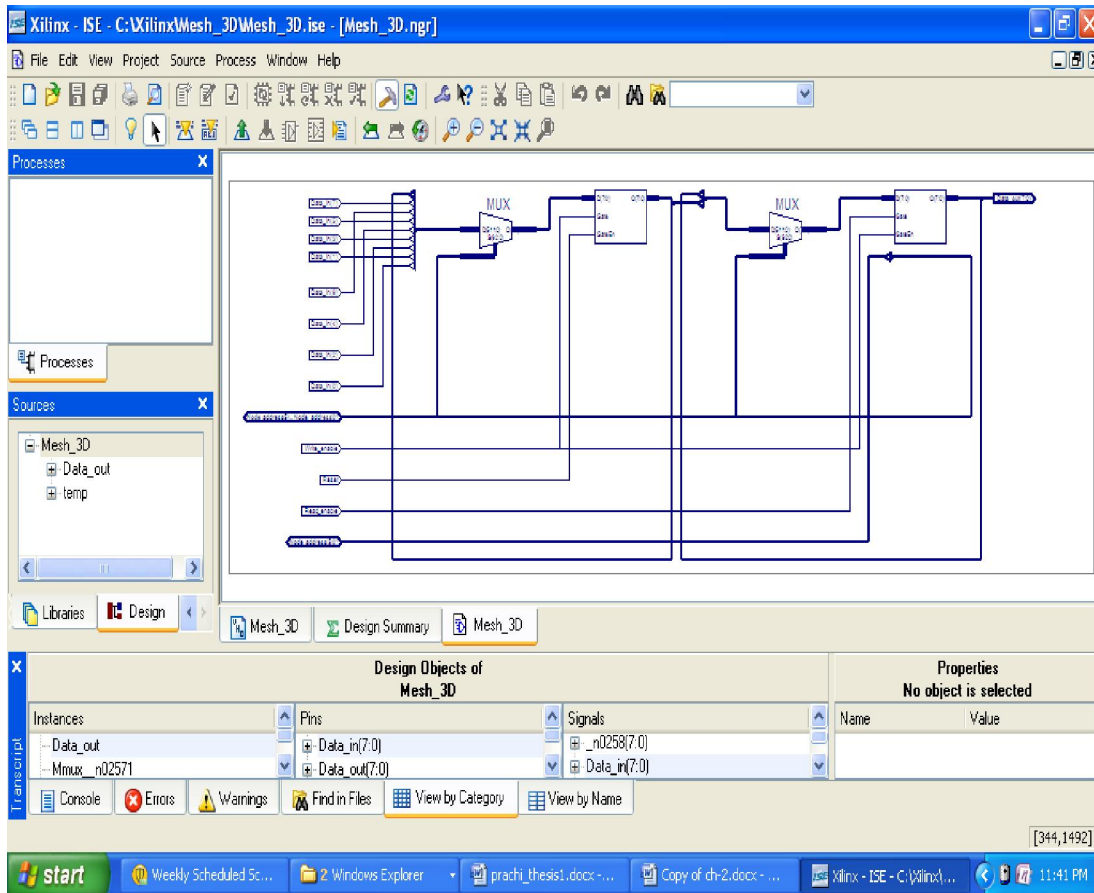 Xilinx - ISE - C:\Xilinx\Mesh_3D\Mesh_3D.ise - [Mesh_3D.ngr]
File Edit View Project Source Process Window Help
Processes
Processes
Sources
Mesh_3D
Data_out
temp
Libraries
Design
MUX
MUX
Write_enable
Reset
Read_enable
Mesh_3D
Design Summary
Mesh_3D
Transcript
Design Objects of
Mesh_3D
Properties
No object is selected
Instances
Data_out
Mmux__n02571
Pins
Data_in(7:0)
Data_out(7:0)
Signals
_n0258(7:0)
Data_in(7:0)
Name Value
Console
Errors
Warnings
Find in Files
View by Category
View by Name
[344,1492]
start
Weekly Scheduled Sc...
2 Windows Explorer
prachi_thesis1.docx -...
Copy of ch-2.docx - ...
Xilinx - ISE - C:\Xilinx\...
11:41 PM